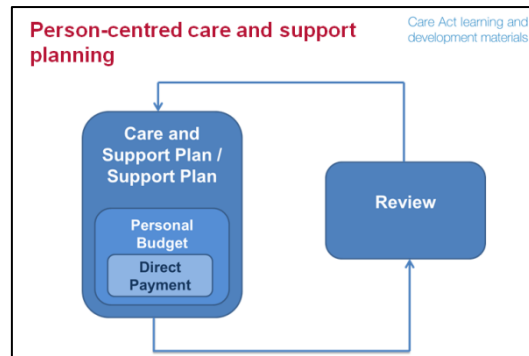 Person-centred care and support
planning
Care Act learning and
development materials
Care and
Support Plan /
Support Plan
Personal
Budget
Direct
Payment
Review